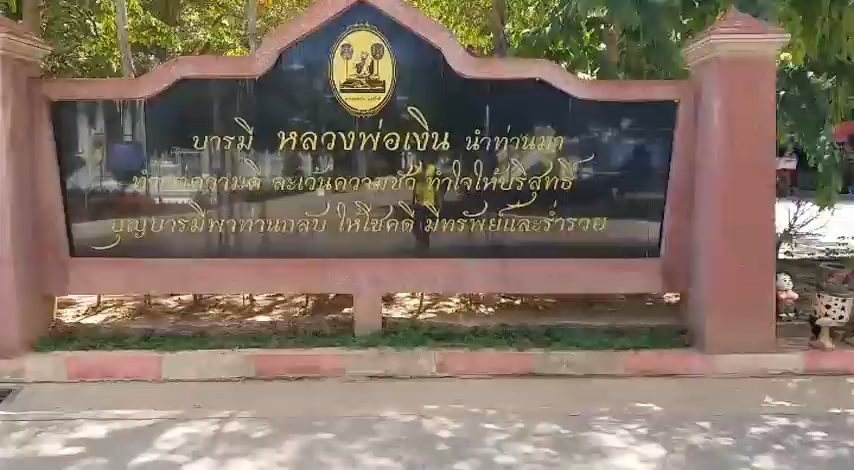 บารมี หลวงพ่อเงิน นำท่านมา
ความดี ละเว้นความชั่ว ทำใจให้บริสุทธิ์
บุญบารมีพาท่านกลับ ให้โชคดี มีทรัพย์และร่ำรวย